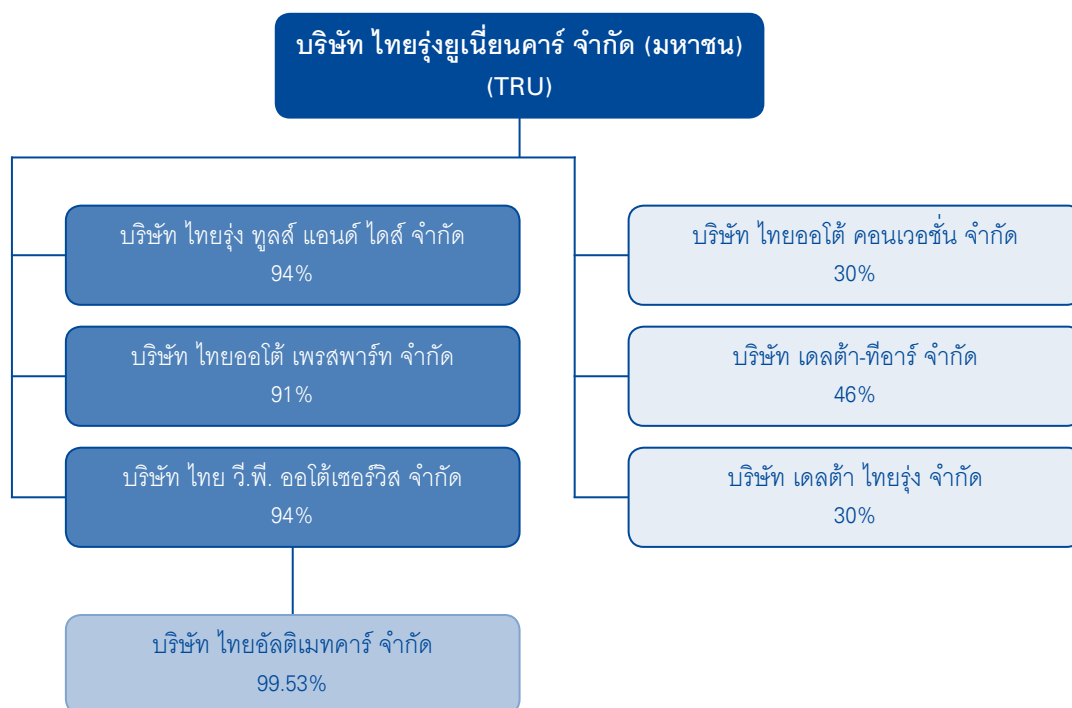 บริษัท ไทยรุ่งยูเนี่ยนคาร์ จำกัด (มหาชน)
(TRU)
บริษัท ไทยรุ่ง ทูลส์ แอนด์ ไดส์ จำกัด
94%
บริษัท ไทยออโต้ เพรสพาร์ท จำกัด
91%
บริษัท ไทย วี.พี. ออโต้เซอร์วิส จำกัด
94%
บริษัท ไทยอัลติเมทคาร์ จำกัด
99.53%
บริษัท ไทยออโต้ คอนเวอชั่น จำกัด
30%
บริษัท เดลต้า-ทีอาร์ จำกัด
46%
บริษัท เดลต้า ไทยรุ่ง จำกัด
30%